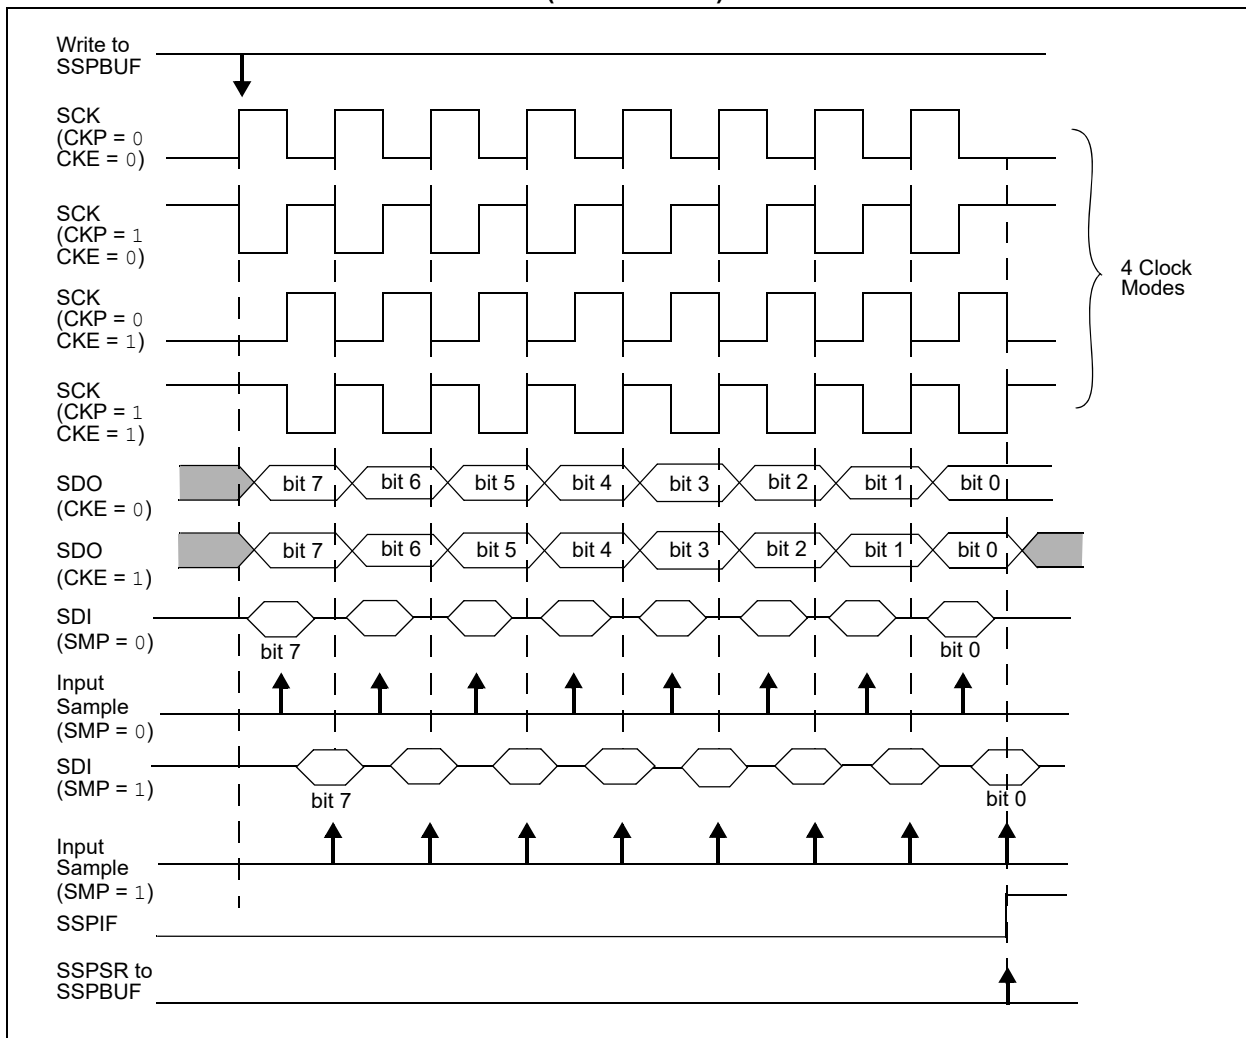 Write to
SSPBUF
SCK
(CKP = 0
CKE = 0)
SCK
(CKP = 1
CKE = 0)
SCK
(CKP = 0
CKE = 1)
SCK
(CKP = 1
CKE = 1)
4 Clock
Modes
SDO
(CKE = 0)
bit 7 bit 6 bit 5 bit 4 bit 3 bit 2 bit 1 bit 0
SDO
(CKE = 1)
bit 7 bit 6 bit 5 bit 4 bit 3 bit 2 bit 1 bit 0
SDI
(SMP = 0)
bit 7 bit 0
Input
Sample
(SMP = 0)
SDI
(SMP = 1)
bit 7 bit 0
Input
Sample
(SMP = 1)
SSPIF
SSPSR to
SSPBUF